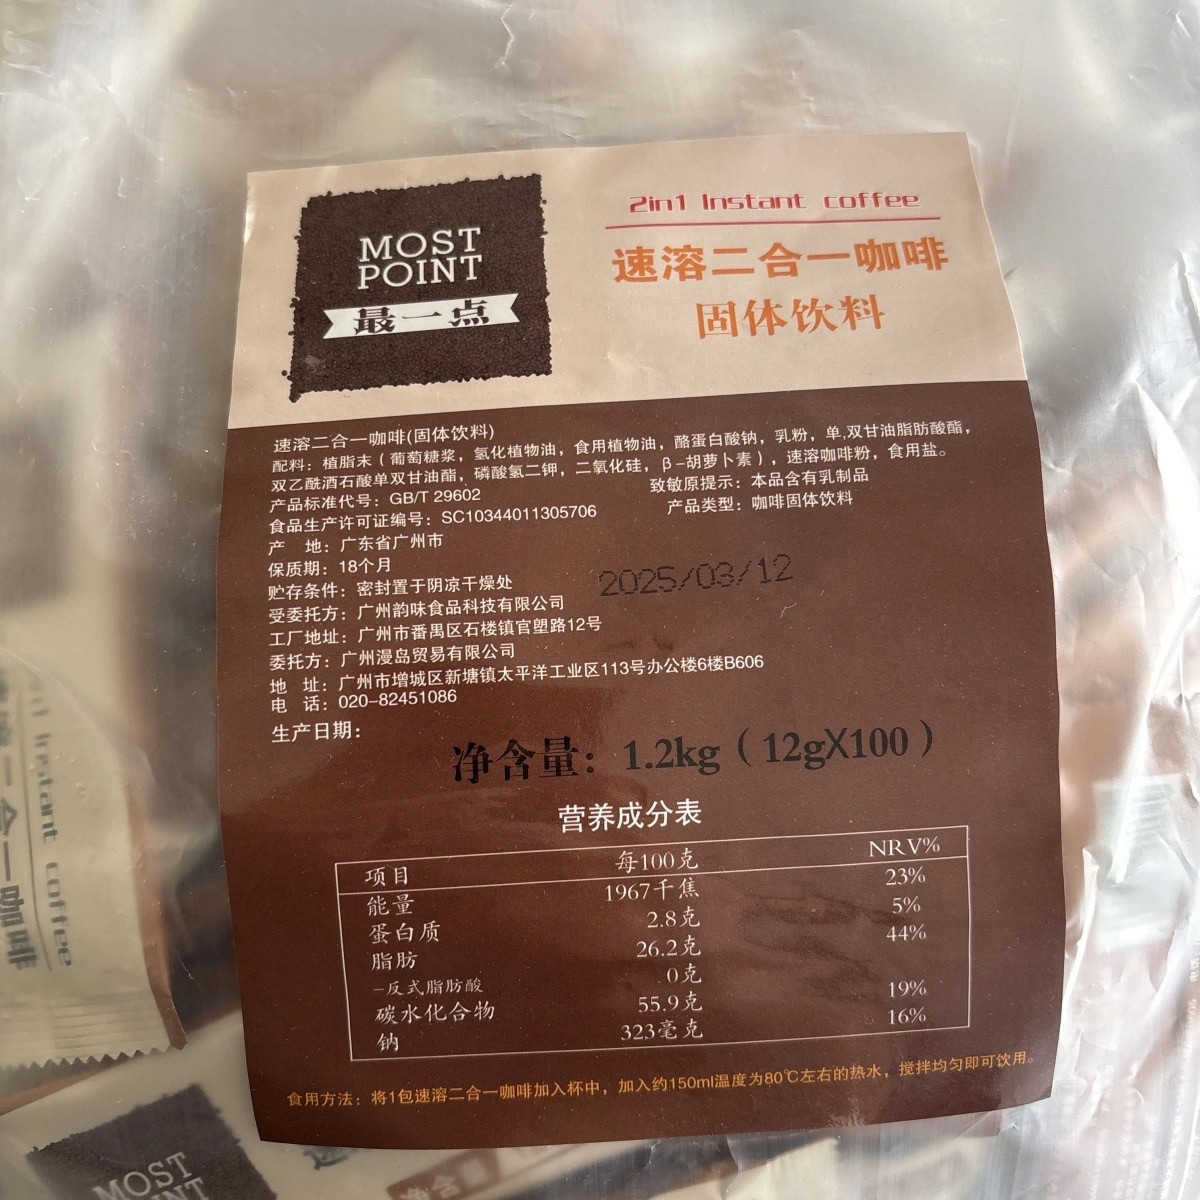 MOST
POINT
最一点
2in1 Instant coffee
速溶二合一咖啡
固体饮料
速溶二合一咖啡(固体饮料)
配料：植脂末（葡萄糖浆，氢化植物油，食用植物油，酪蛋白酸钠，乳粉，单,双甘油脂肪酸酯，
双乙酰酒石酸单双甘油酯，磷酸氢二钾，二氧化硅，β-胡萝卜素），速溶咖啡粉，食用盐。
产品标准代号：GB/T 29602
致敏原提示：本品含有乳制品
食品生产许可证编号：SC10344011305706
产品类型：咖啡固体饮料
产 地：广东省广州市
保质期：18个月
贮存条件：密封置于阴凉干燥处
2025/03/12
受委托方：广州韵味食品科技有限公司
工厂地址：广州市番禺区石楼镇官塱路12号
委托方：广州漫岛贸易有限公司
地 址：广州市增城区新塘镇太平洋工业区113号办公楼6楼B606
电 话：020-82451086
生产日期：
净含量：1.2kg（12gX100）
营养成分表
项目 每100克 NRV%
能量 1967千焦 23%
蛋白质 2.8克 5%
脂肪 26.2克 44%
-反式脂肪酸 0克
碳水化合物 55.9克 19%
钠 323毫克 16%
食用方法：将1包速溶二合一咖啡加入杯中，加入约150ml温度为80℃左右的热水，搅拌均匀即可饮用。
Instant coffee
二合一咖啡
MOST